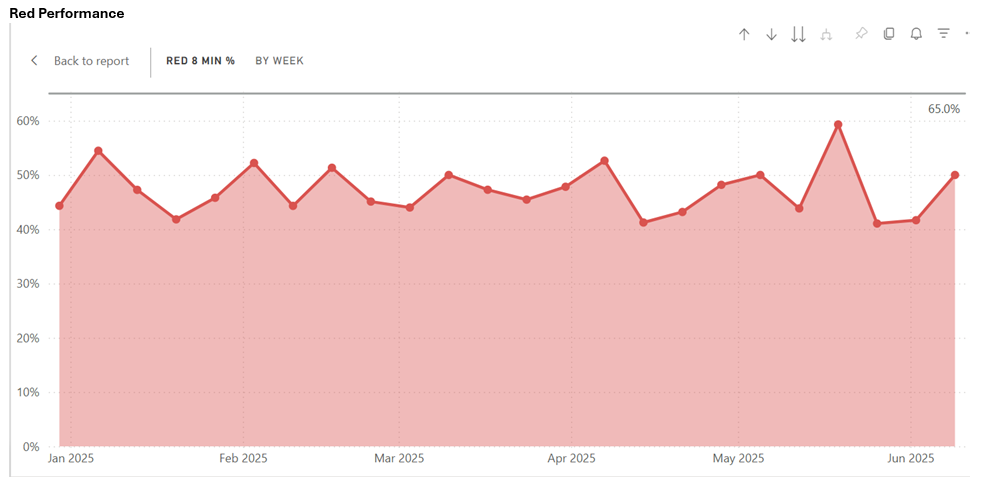 Red Performance
Back to report
RED 8 MIN %
BY WEEK
65.0%
60%
50%
40%
30%
20%
10%
0%
Jan 2025
Feb 2025
Mar 2025
Apr 2025
May 2025
Jun 2025